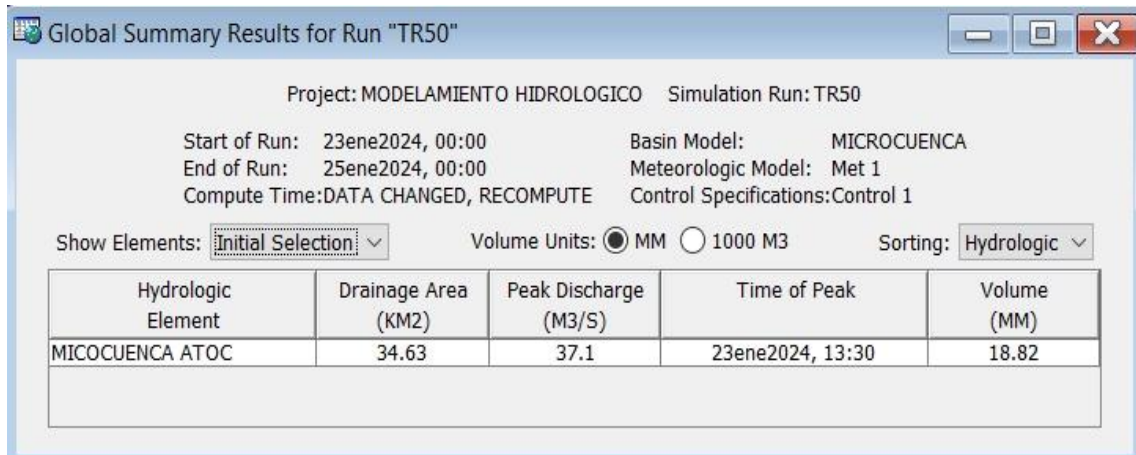 Global Summary Results for Run "TR50"
Project: MODELAMIENTO HIDROLOGICO Simulation Run: TR50
Start of Run: 23ene2024, 00:00 Basin Model: MICROCUENCA
End of Run: 25ene2024, 00:00 Meteorologic Model: Met 1
Compute Time:DATA CHANGED, RECOMPUTE Control Specifications:Control 1
Show Elements: Initial Selection Volume Units: MM 1000 M3 Sorting: Hydrologic
Hydrologic Drainage Area Peak Discharge Time of Peak Volume
Element (KM2) (M3/S) (MM)
MICOCUENCA ATOC 34.63 37.1 23ene2024, 13:30 18.82